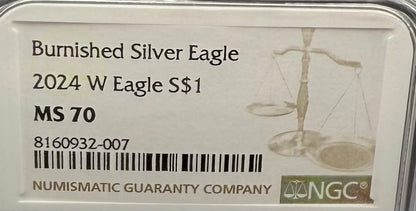 Burnished Silver Eagle
2024 W Eagle S$1
MS 70
8160932-007
NUMISMATIC GUARANTY COMPANY
NGC®